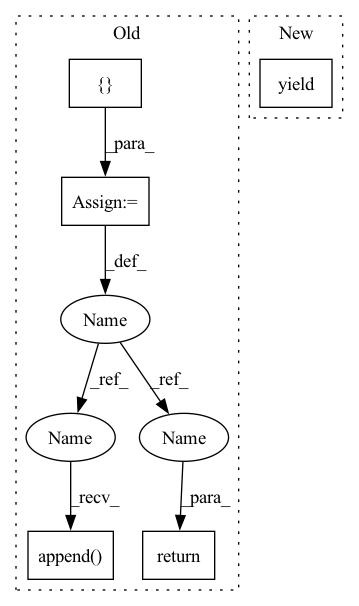 Old
New
{}
yield
_para_
Assign:=
_def_
Name
_ref_
_ref_
Name
Name
_recv_
_para_
append()
return